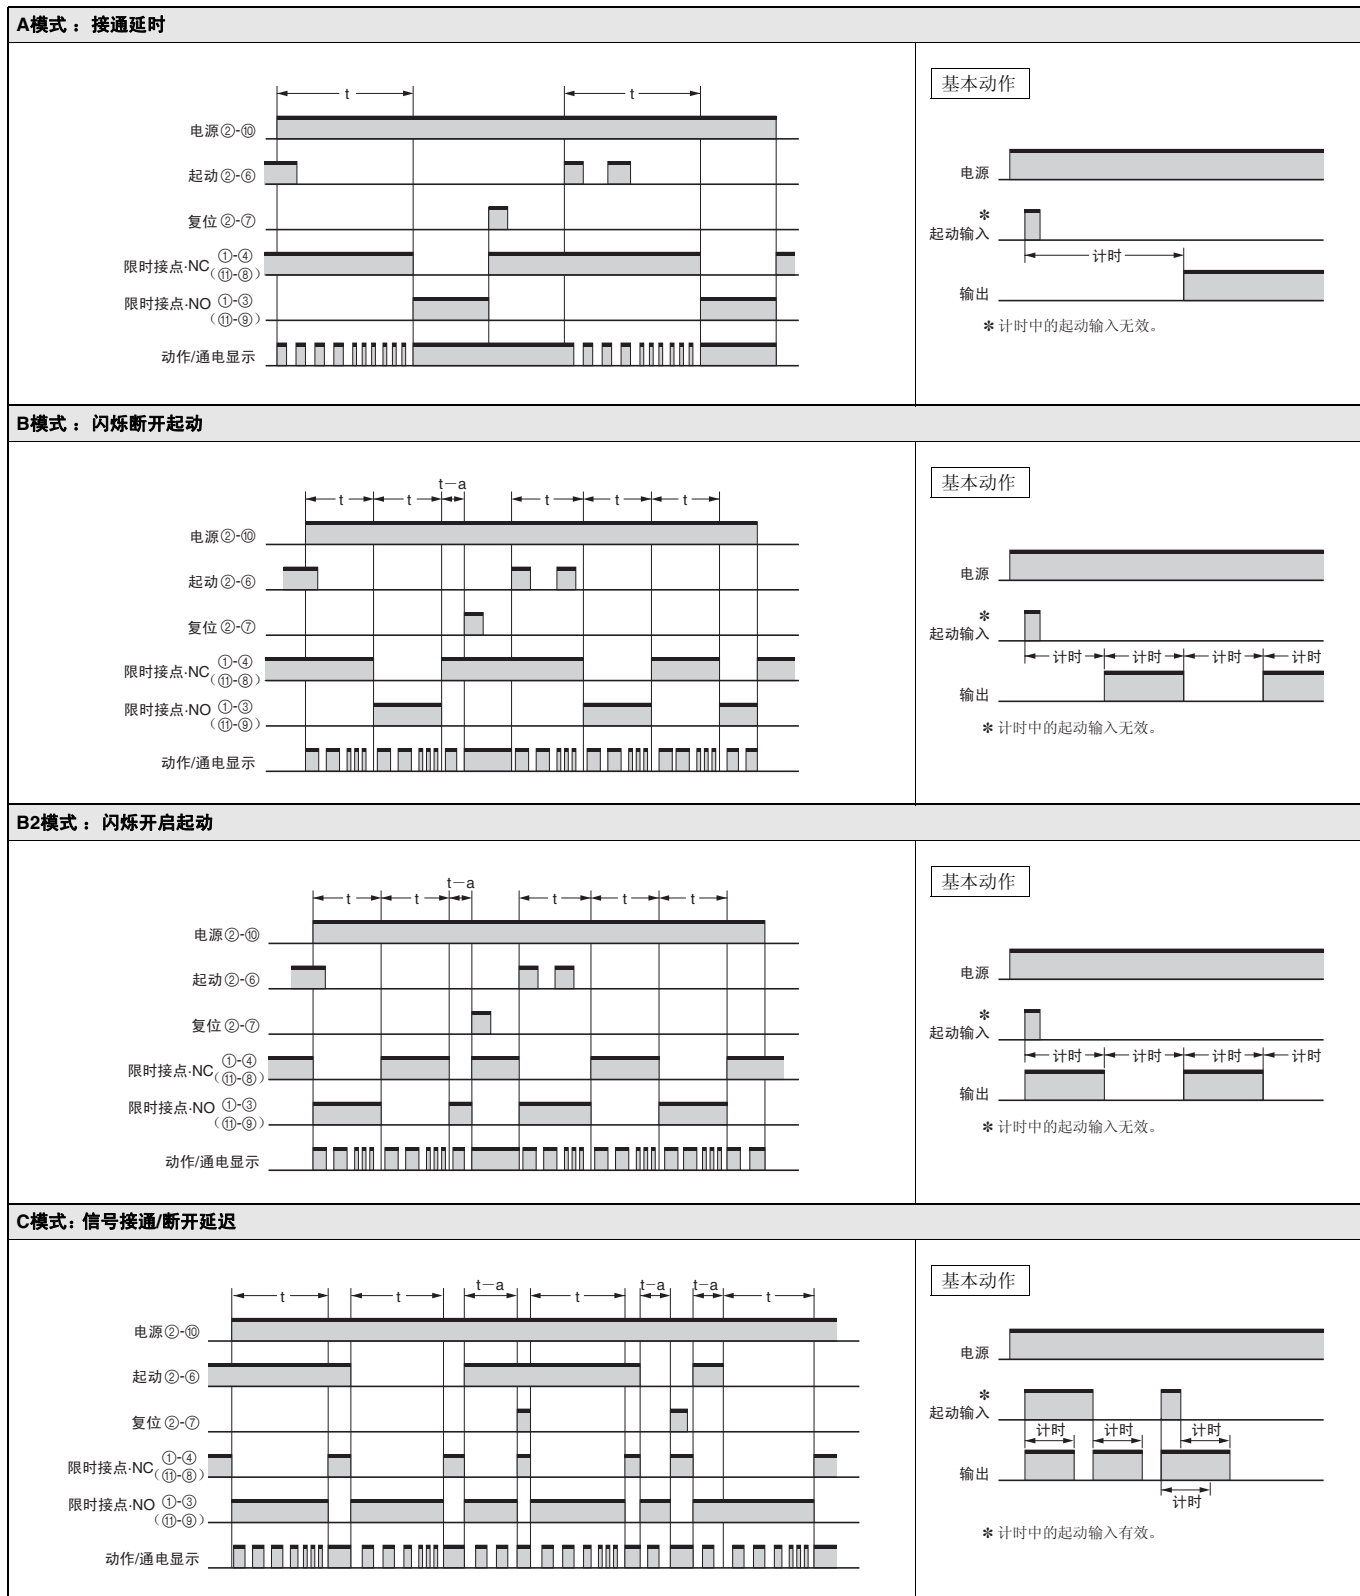 A模式 : 接通延时
t
t
电源②-⑩
起动②-⑥
复位②-⑦
限时接点·NC ①-④
(⑪-⑧)
限时接点·NO ①-③
(⑪-⑨)
动作/通电显示
基本动作
电源
✽
起动输入
计时
输出
✽ 计时中的起动输入无效。
B模式 : 闪烁断开起动
t
t
t−a
t
t
t
电源②-⑩
起动②-⑥
复位②-⑦
限时接点·NC ①-④
(⑪-⑧)
限时接点·NO ①-③
(⑪-⑨)
动作/通电显示
基本动作
电源
✽
起动输入
计时 计时 计时 计时
输出
✽ 计时中的起动输入无效。
B2模式 : 闪烁开启起动
t
t
t−a
t
t
t
电源②-⑩
起动②-⑥
复位②-⑦
限时接点·NC ①-④
(⑪-⑧)
限时接点·NO ①-③
(⑪-⑨)
动作/通电显示
基本动作
电源
✽
起动输入
计时 计时 计时 计时
输出
✽ 计时中的起动输入无效。
C模式: 信号接通/断开延迟
t
t
t−a
t
t−a
t−a
t
电源②-⑩
起动②-⑥
复位②-⑦
限时接点·NC ①-④
(⑪-⑧)
限时接点·NO ①-③
(⑪-⑨)
动作/通电显示
基本动作
电源
✽
起动输入
计时 计时 计时
输出
计时
✽ 计时中的起动输入有效。